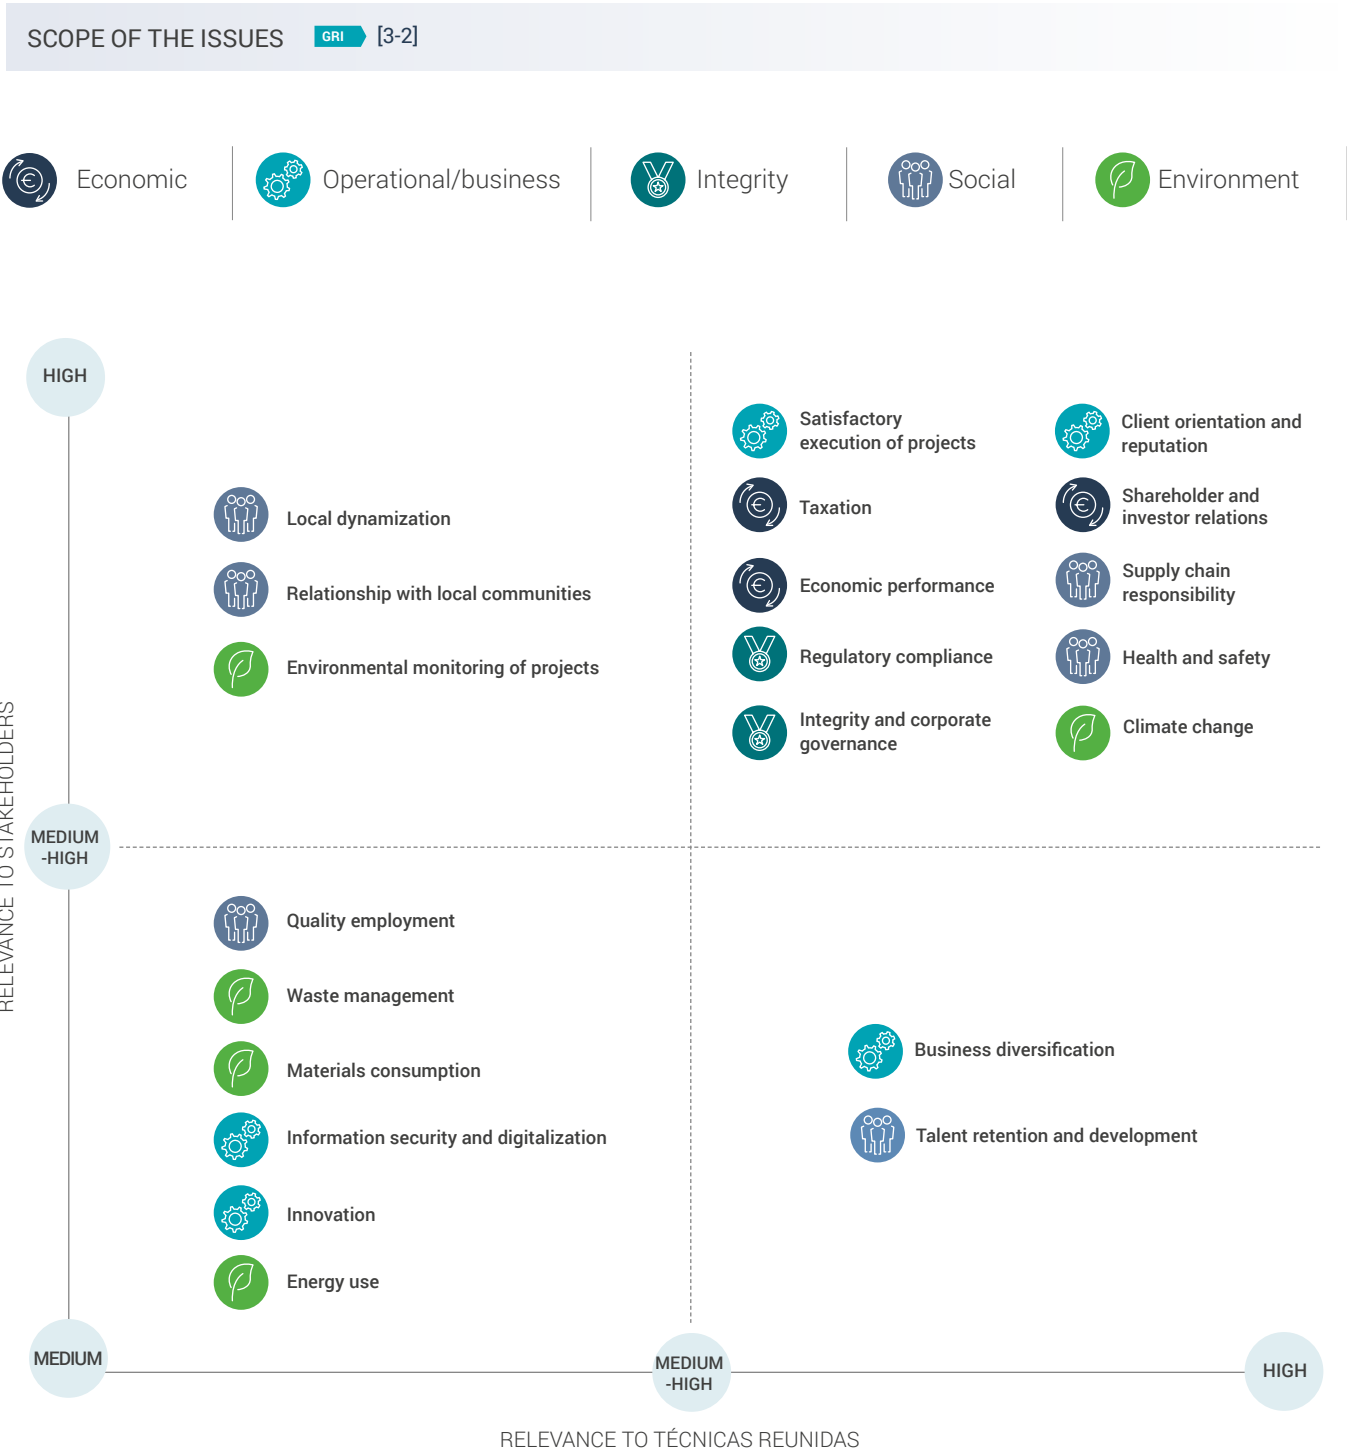 SCOPE OF THE ISSUES GRI [3-2]
Economic
Operational/business
Integrity
Social
Environment
HIGH
Local dynamization
Relationship with local communities
Environmental monitoring of projects
Satisfactory
execution of projects
Taxation
Economic performance
Regulatory compliance
Integrity and corporate
governance
Client orientation and
reputation
Shareholder and
investor relations
Supply chain
responsibility
Health and safety
Climate change
RELEVANCE TO STAKEHOLDERS
MEDIUM
-HIGH
Quality employment
Waste management
Materials consumption
Information security and digitalization
Innovation
Energy use
Business diversification
Talent retention and development
MEDIUM
MEDIUM
-HIGH
HIGH
RELEVANCE TO TÉCNICAS REUNIDAS